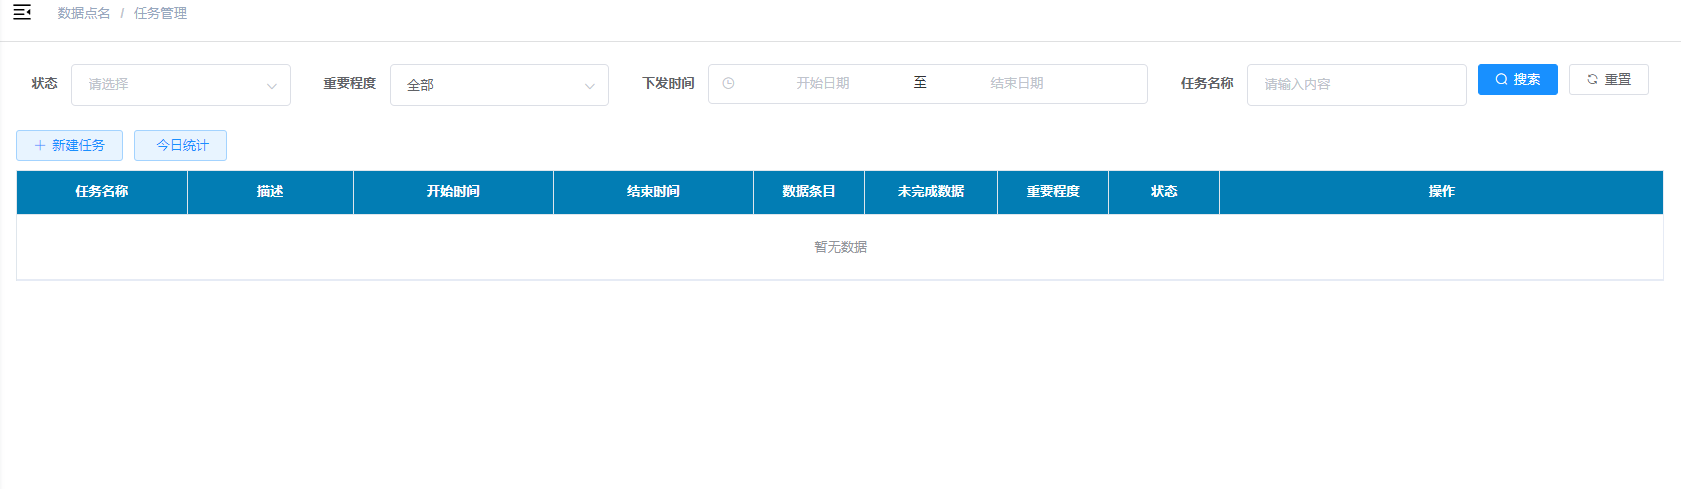 数据点名 / 任务管理
状态 请选择 重要程度 全部 下发时间 开始日期 至 结束日期 任务名称 请输入内容 搜索 重置
新建任务 今日统计
任务名称 描述 开始时间 结束时间 数据条目 未完成数据 重要程度 状态 操作
暂无数据